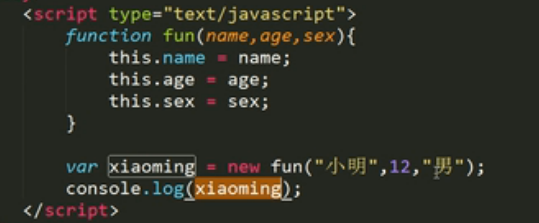 <script type="text/javascript">
function fun(name,age,sex){
this.name = name;
this.age = age;
this.sex = sex;
}
var xiaoming = new fun("小明",12,"男");
console.log(xiaoming);
</script>